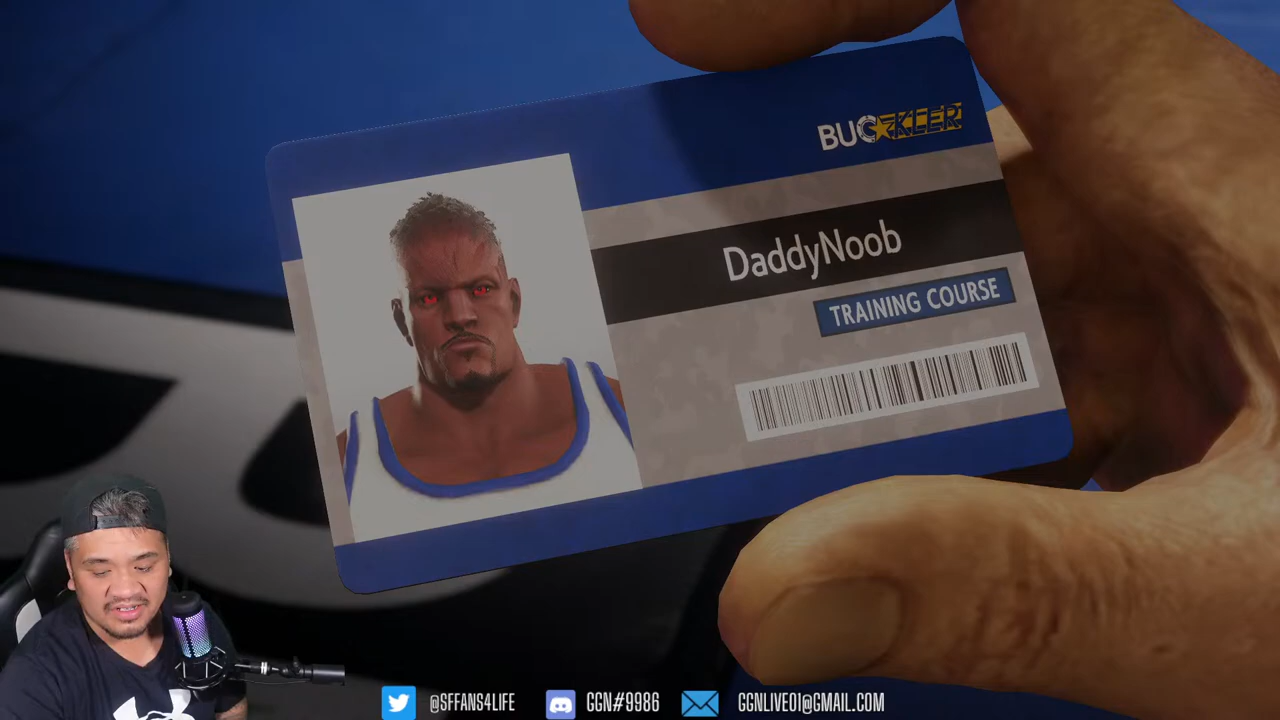 BUCKLER
DaddyNoob
TRAINING COURSE
@SFFANS4LIFE
GGN#9986
GGNLIVE01@GMAIL.COM